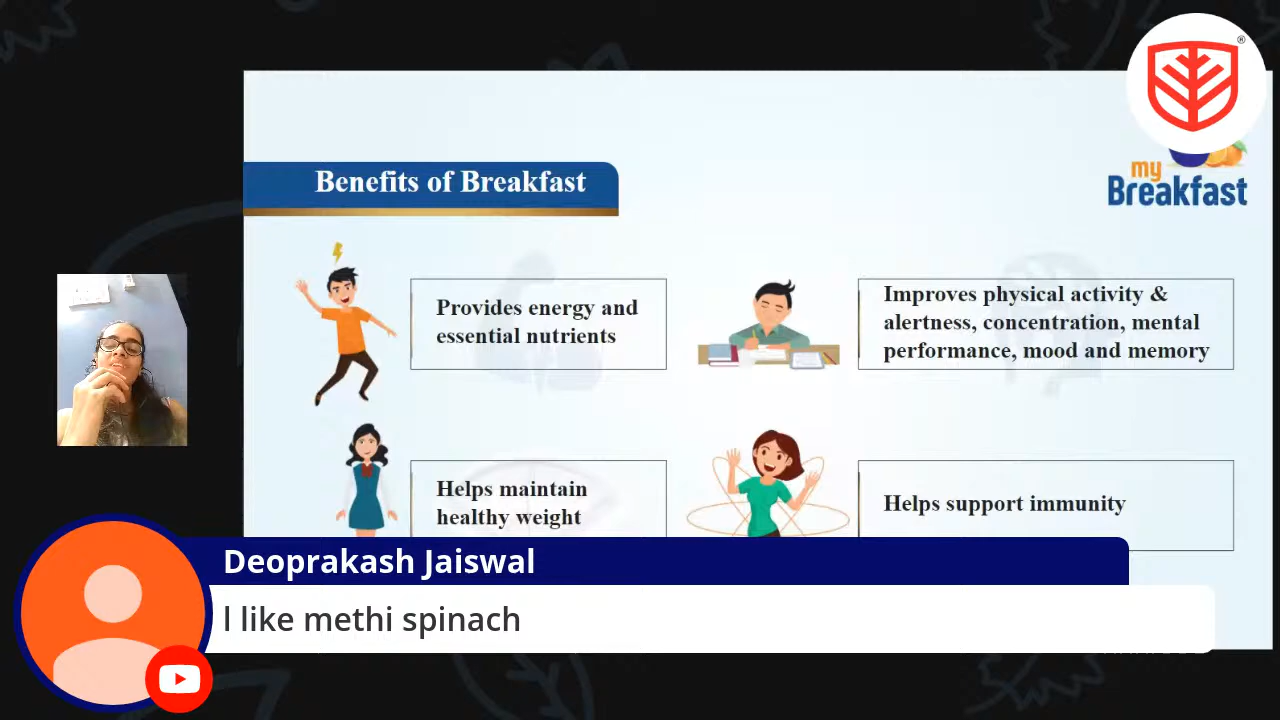 ®
my
Breakfast
Benefits of Breakfast
Provides energy and
essential nutrients
Improves physical activity &
alertness, concentration, mental
performance, mood and memory
Helps maintain
healthy weight
Helps support immunity
Deoprakash Jaiswal
l like methi spinach